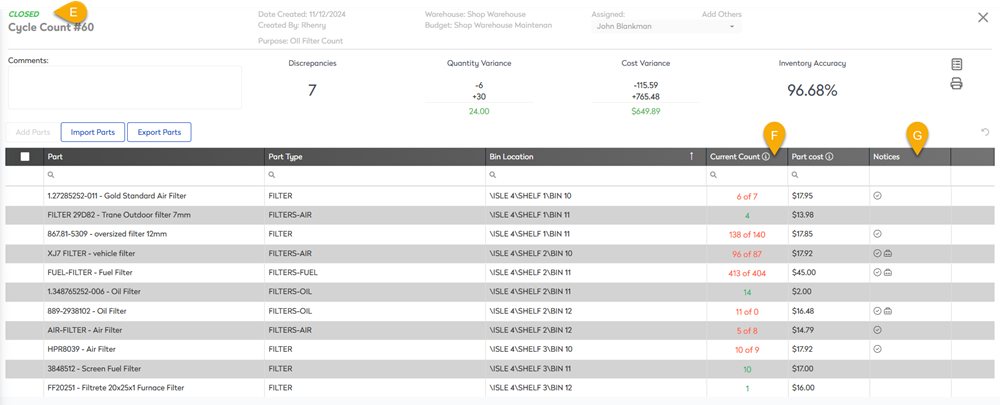 CLOSED
E
Cycle Count #60
Date Created: 11/12/2024
Created By: Rhenry
Purpose: Oil Filter Count
Warehouse: Shop Warehouse
Budget: Shop Warehouse Maintenan
Assigned:
John Blankman
Add Others
Comments:
Discrepancies
7
Quantity Variance
-6
+30
24.00
Cost Variance
-115.59
+765.48
$649.89
Inventory Accuracy
96.68%
Add Parts Import Parts Export Parts
F
G
Part Part Type Bin Location Current Count Part cost Notices
1.27285252-011 - Gold Standard Air Filter FILTER \ISLE 4\SHELF 1\BIN 10 6 of 7 $17.95
FILTER 29D82 - Trane Outdoor filter 7mm FILTERS-AIR \ISLE 4\SHELF 1\BIN 11 4 $13.98
867.81-5309 - oversized filter 12mm FILTER \ISLE 4\SHELF 1\BIN 11 138 of 140 $17.85
XJ7 FILTER - vehicle filter FILTERS-AIR \ISLE 4\SHELF 2\BIN 10 96 of 87 $17.92
FUEL-FILTER - Fuel Filter FILTERS-FUEL \ISLE 4\SHELF 2\BIN 11 413 of 404 $45.00
1.348765252-006 - Oil Filter FILTERS-OIL \ISLE 4\SHELF 2\BIN 11 14 $2.00
889-2938102 - Oil Filter FILTERS-OIL \ISLE 4\SHELF 2\BIN 12 11 of 0 $16.48
AIR-FILTER - Air Filter FILTERS-AIR \ISLE 4\SHELF 2\BIN 12 5 of 8 $14.79
HPR8039 - Air Filter FILTER \ISLE 4\SHELF 3\BIN 10 10 of 9 $17.92
3848512 - Screen Fuel Filter FILTER \ISLE 4\SHELF 3\BIN 11 10 $17.00
FF20251 - Filtrete 20x25x1 Furnace Filter FILTER \ISLE 4\SHELF 3\BIN 12 1 $16.00